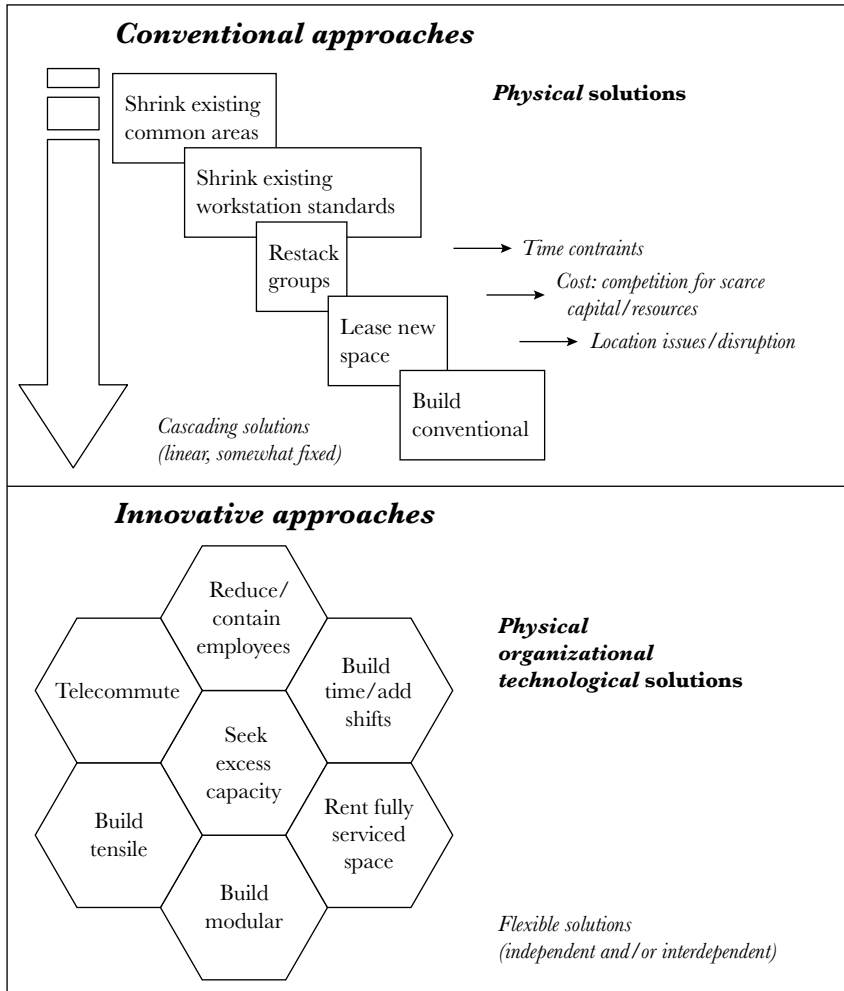 Conventional approaches
Physical solutions
Shrink existing
common areas
Shrink existing
workstation standards
Restack
groups
Lease new
space
Build
conventional
Time contraints
Cost: competition for scarce
capital/resources
Location issues/disruption
Cascading solutions
(linear, somewhat fixed)
Innovative approaches
Physical
organizational
technological solutions
Reduce/
contain
employees
Telecommute
Build
time/add
shifts
Seek
excess
capacity
Build
tensile
Rent fully
serviced
space
Build
modular
Flexible solutions
(independent and/or interdependent)